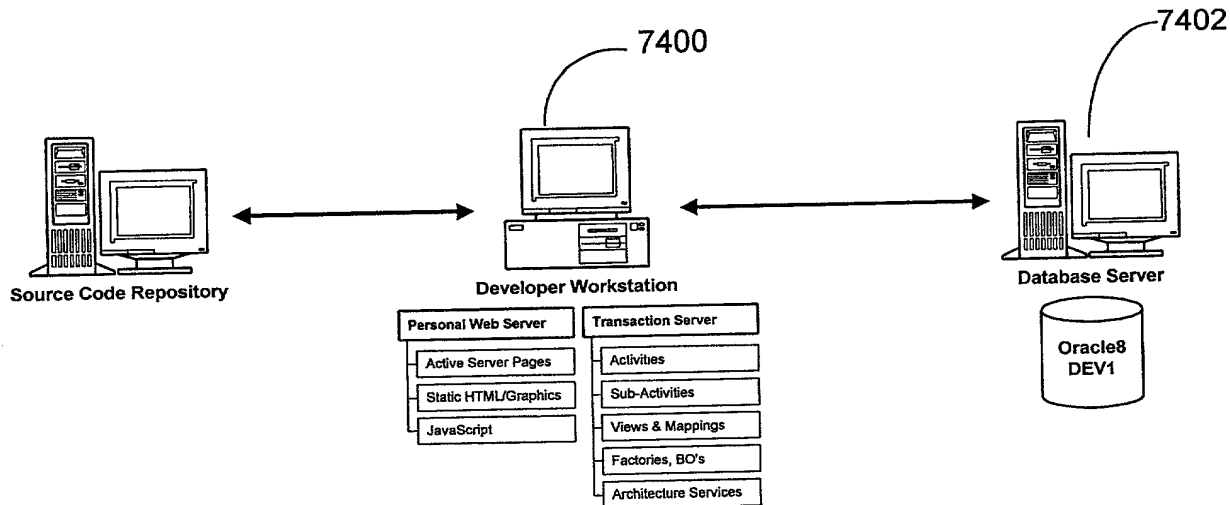 7400
7402
Source Code Repository
Developer Workstation
Database Server
Personal Web Server
Active Server Pages
Static HTML/Graphics
JavaScript
Transaction Server
Activities
Sub-Activities
Views & Mappings
Factories, BO's
Architecture Services
Oracle8
DEV1